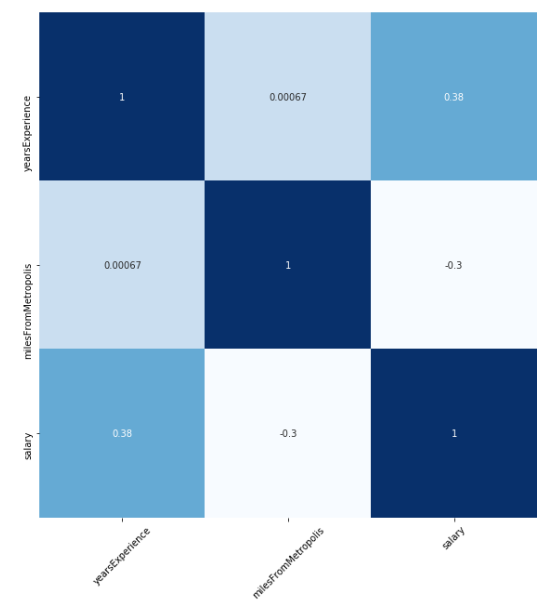 yearsExperience
1
0.00067
0.38
milesFromMetropolis
0.00067
1
-0.3
salary
0.38
-0.3
1
yearsExperience
milesFromMetropolis
salary